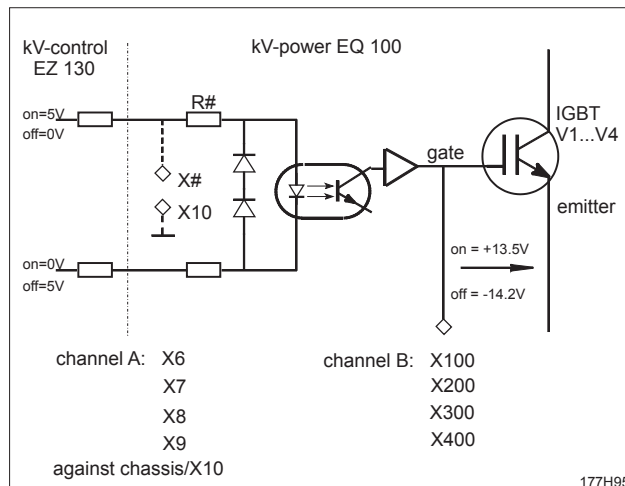 kV-control
EZ 130
kV-power EQ 100
on=5V
off=0V
R#
X#
X10
gate
IGBT
V1...V4
emitter
on = +13.5V
off = -14.2V
on=0V
off=5V
channel A: X6
X7
X8
X9
against chassis/X10
channel B: X100
X200
X300
X400
177H95